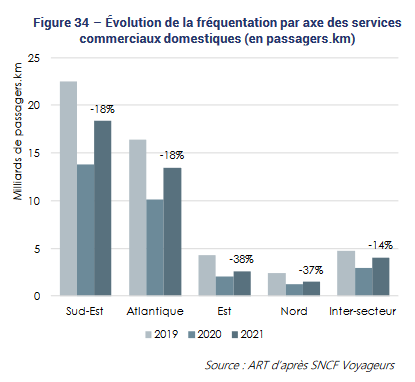 Figure 34 – Évolution de la fréquentation par axe des services
commerciaux domestiques (en passagers.km)
Milliards de passagers.km
25
20
15
10
5
0
-18%
-18%
-38%
-37%
-14%
Sud-Est
Atlantique
Est
Nord
Inter-secteur
2019
2020
2021
Source : ART d'après SNCF Voyageurs